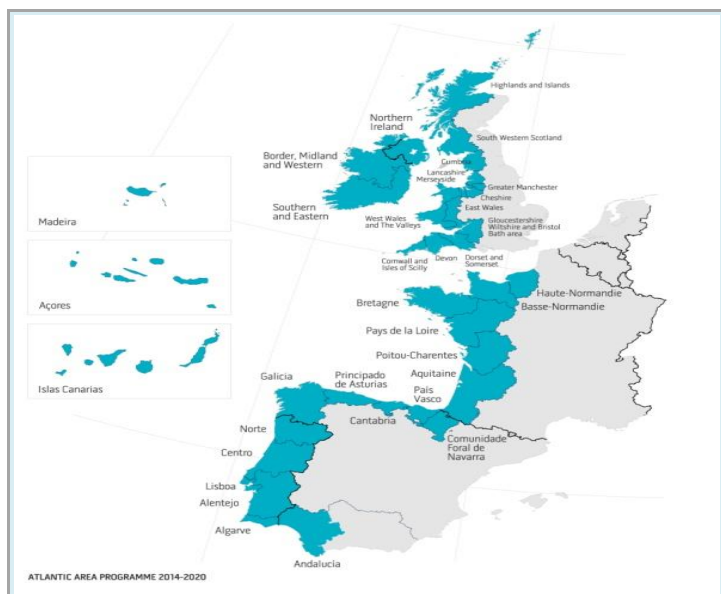 Highlands and Islands
Northern
Ireland
South Western Scotland
Border, Midland
and Western
Cumbria
Lancashire
Merseyside
Greater Manchester
Cheshire
East Wales
Southern
and Eastern
West Wales
and The Valleys
Gloucestershire
Wiltshire and Bristol
Bath area
Cornwall and
Isles of Scilly
Devon
Dorset and
Somerset
Madeira
Açores
Islas Canarias
Haute-Normandie
Basse-Normandie
Bretagne
Pays de la Loire
Poitou-Charentes
Aquitaine
País
Vasco
Principado
de Asturias
Galicia
Cantabria
Comunidade
Foral de
Navarra
Norte
Centro
Lisboa
Alentejo
Algarve
Andalucía
ATLANTIC AREA PROGRAMME 2014-2020